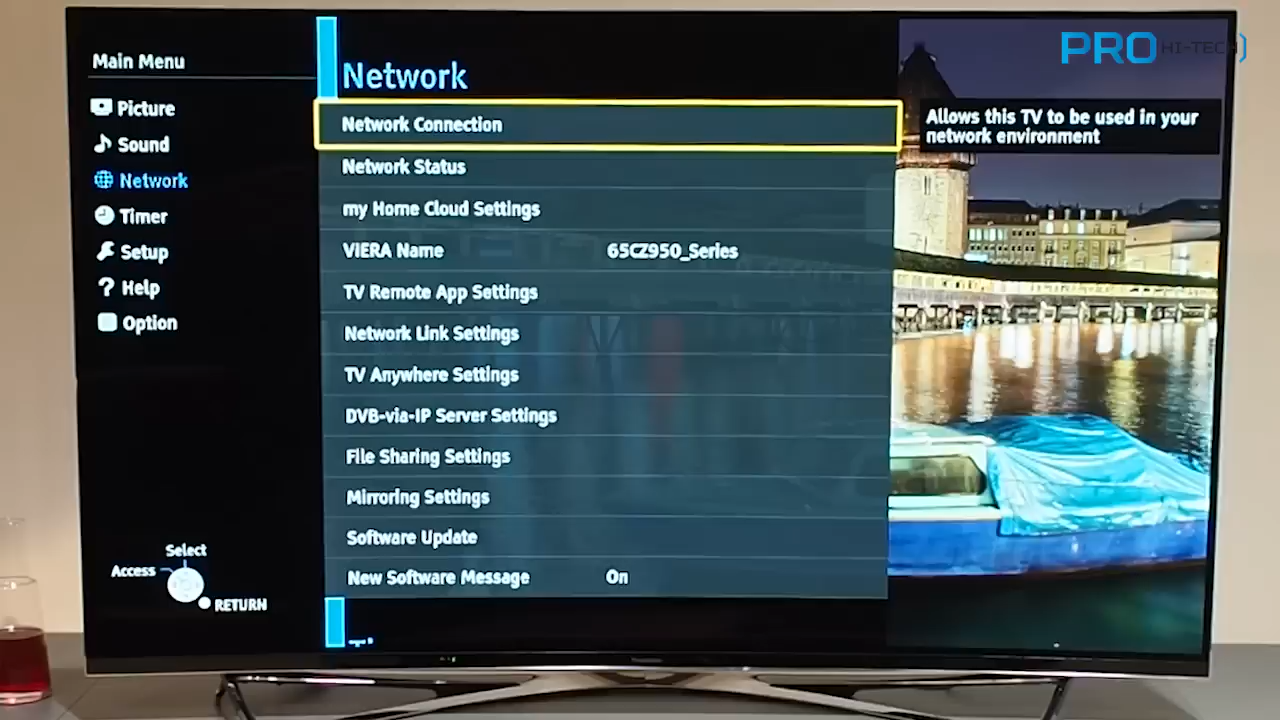 PRO HI-TECH
Main Menu
Picture
Sound
Network
Timer
Setup
Help
Option
Select
Access
RETURN
Network
Network Connection
Network Status
my Home Cloud Settings
VIERA Name 65CZ950_Series
TV Remote App Settings
Network Link Settings
TV Anywhere Settings
DVB-via-IP Server Settings
File Sharing Settings
Mirroring Settings
Software Update
New Software Message On
Allows this TV to be used in your
network environment